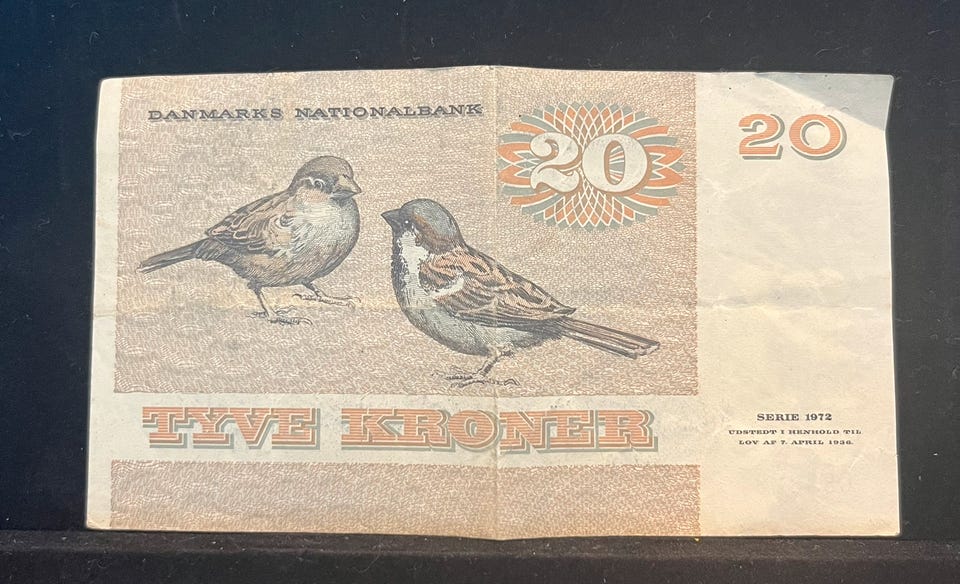 DANMARKS NATIONALBANK
20
20
TYVE KRONER
SERIE 1972
UDSTEDT I HENHOLD TIL
LOV AF 7. APRIL 1936.